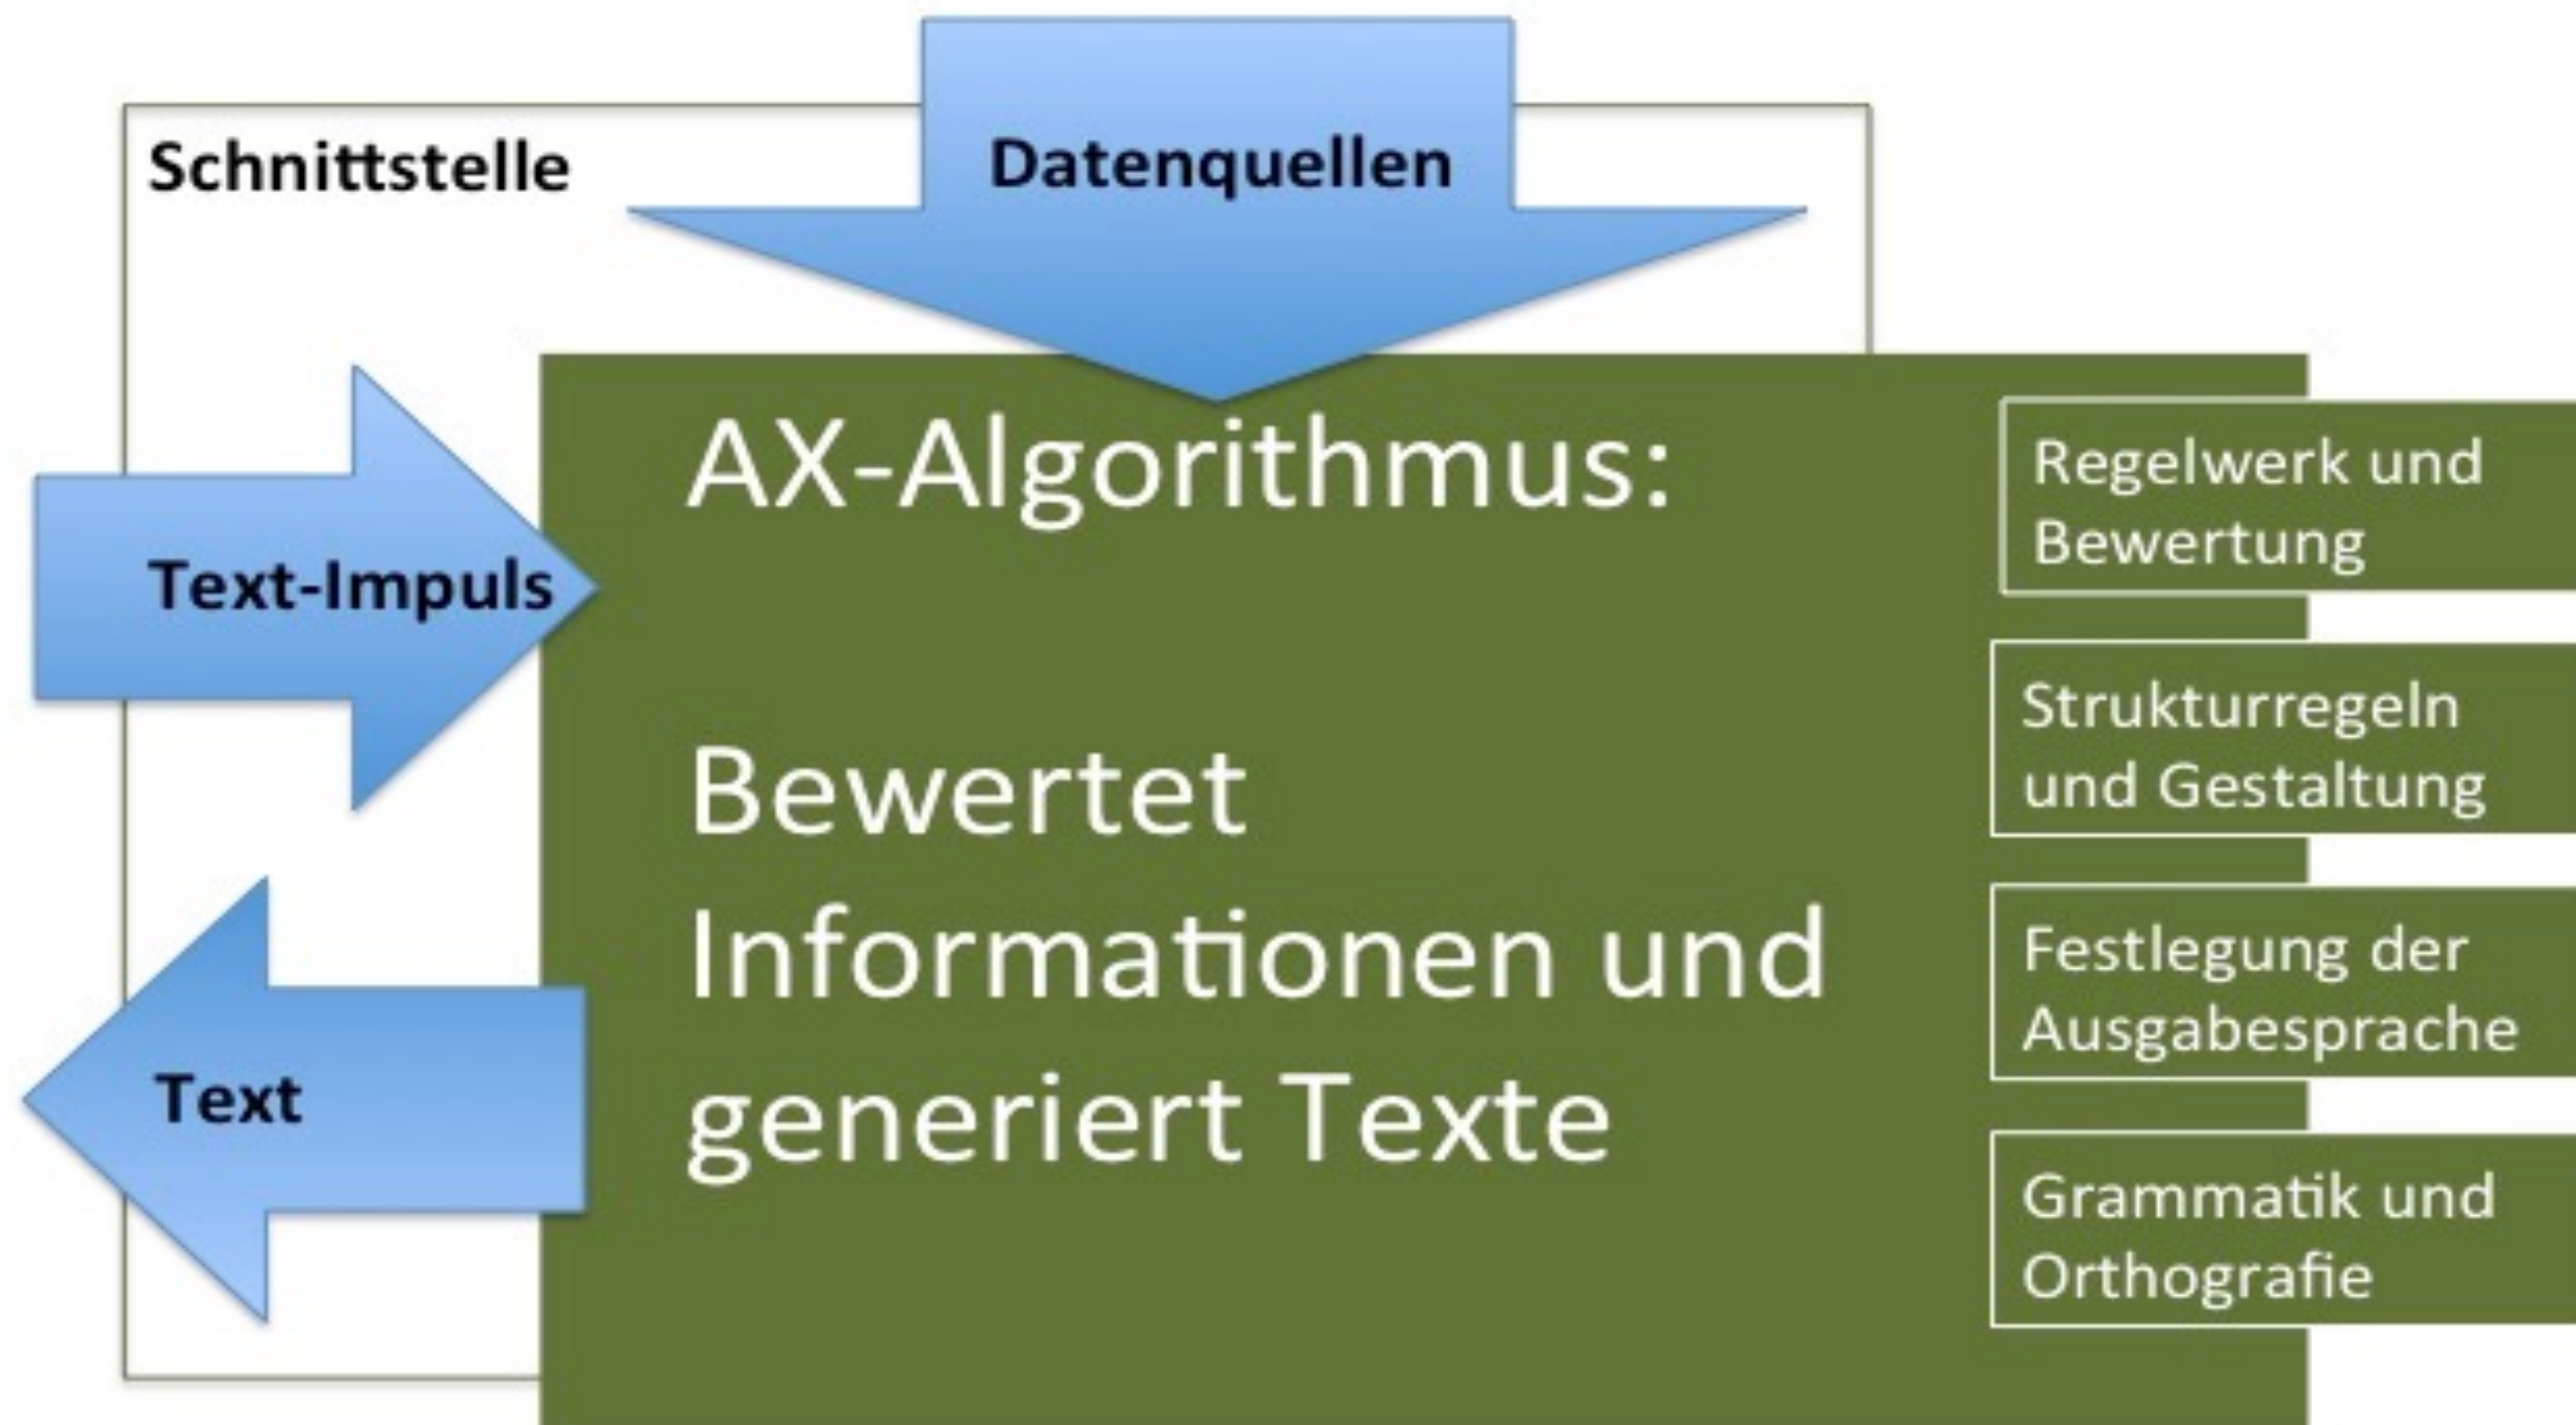 Schnittstelle
Datenquellen
Text-Impuls
Text
AX-Algorithmus:
Bewertet
Informationen und
generiert Texte
Regelwerk und
Bewertung
Strukturregeln
und Gestaltung
Festlegung der
Ausgabesprache
Grammatik und
Orthografie